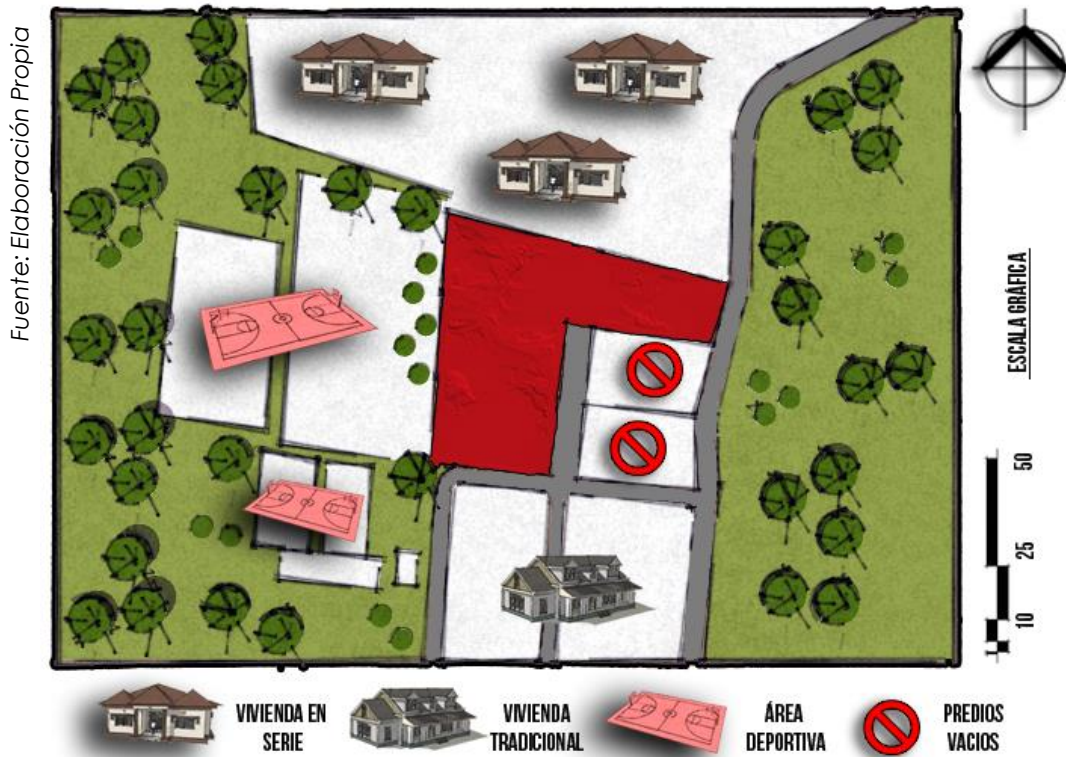 Fuente: Elaboración Propia
ESCALA GRÁFICA
50
25
10
VIVIENDA EN
SERIE
VIVIENDA
TRADICIONAL
ÁREA
DEPORTIVA
PREDIOS
VACIOS